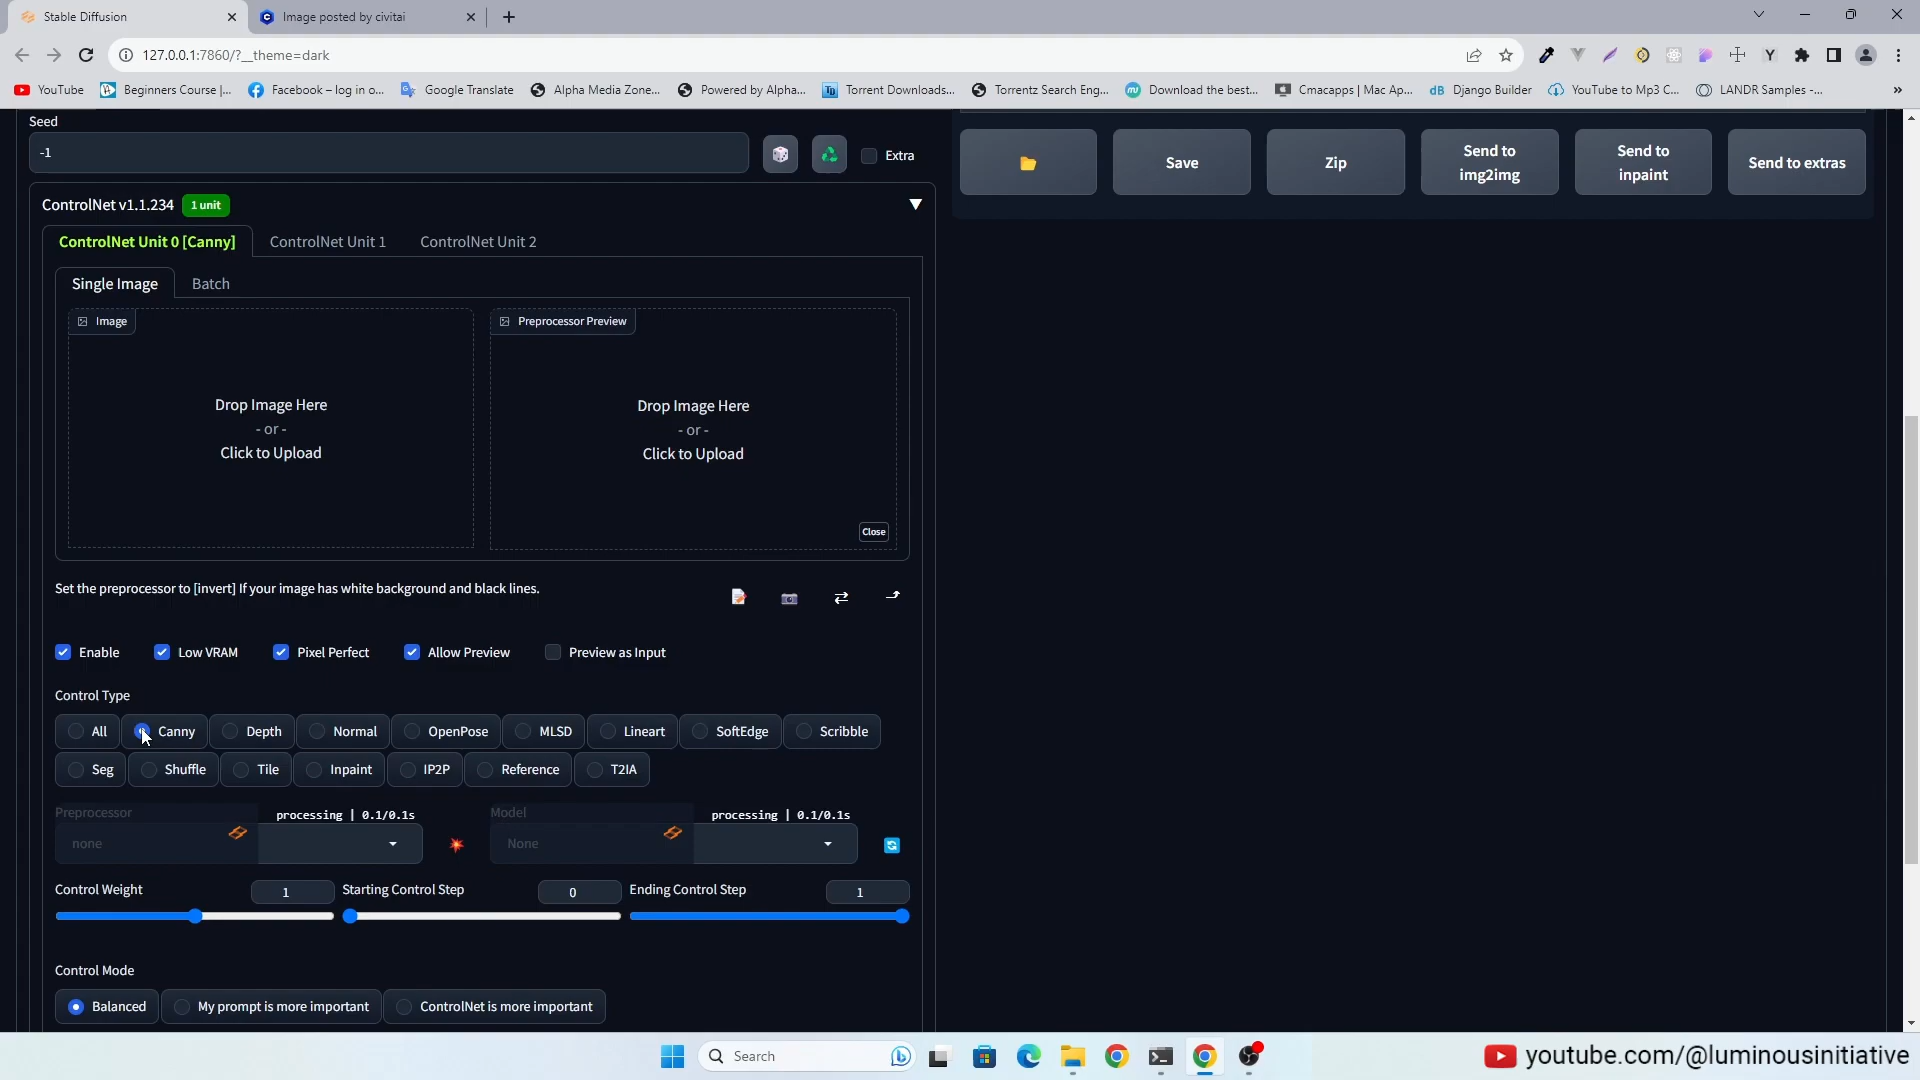 Stable Diffusion
Image posted by civitai
127.0.0.1:7860/?__theme=dark
YouTube
Beginners Course |...
Facebook – log in o...
Google Translate
Alpha Media Zone...
Powered by Alpha...
Torrent Downloads...
Torrentz Search Eng...
Download the best...
Cmacapps | Mac Ap...
dB Django Builder
YouTube to Mp3 C...
LANDR Samples -...
Seed
-1
Extra
Save
Zip
Send to
img2img
Send to
inpaint
Send to extras
ControlNet v1.1.234
1 unit
ControlNet Unit 0 [Canny]
ControlNet Unit 1
ControlNet Unit 2
Single Image
Batch
Image
Preprocessor Preview
Drop Image Here
- or -
Click to Upload
Drop Image Here
- or -
Click to Upload
Close
Set the preprocessor to [invert] If your image has white background and black lines.
Enable
Low VRAM
Pixel Perfect
Allow Preview
Preview as Input
Control Type
All
Canny
Depth
Normal
OpenPose
MLSD
Lineart
SoftEdge
Scribble
Seg
Shuffle
Tile
Inpaint
IP2P
Reference
T2IA
Preprocessor
processing | 0.1/0.1s
none
Model
processing | 0.1/0.1s
None
Control Weight
1
Starting Control Step
0
Ending Control Step
1
Control Mode
Balanced
My prompt is more important
ControlNet is more important
Search
youtube.com/@luminousinitiative